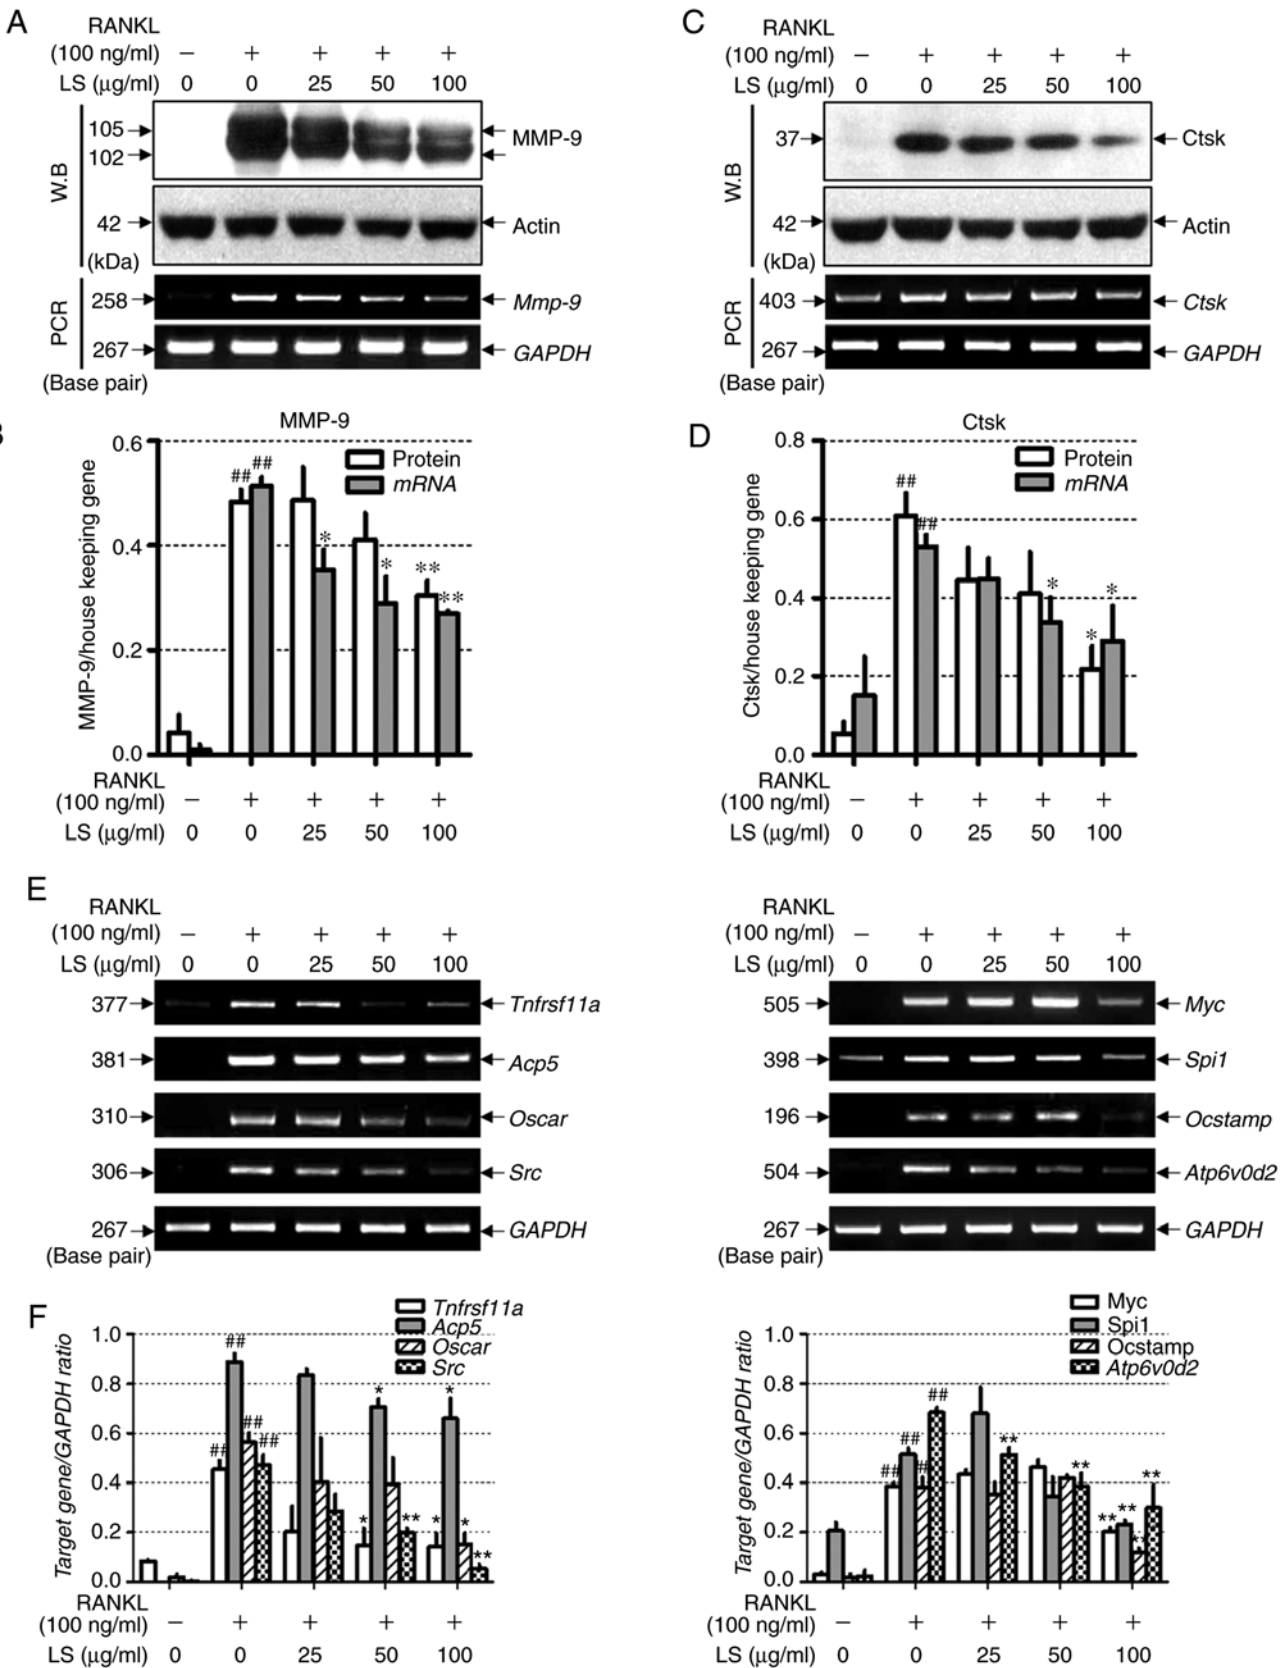 A
RANKL
(100 ng/ml) − + + + +
LS (μg/ml) 0 0 25 50 100
W.B
105
102
MMP-9
42
Actin
(kDa)
PCR
258
Mmp-9
267
GAPDH
(Base pair)
C
RANKL
(100 ng/ml) − + + + +
LS (μg/ml) 0 0 25 50 100
W.B
37
Ctsk
42
Actin
(kDa)
PCR
403
Ctsk
267
GAPDH
(Base pair)
MMP-9
MMP-9/house keeping gene
0.6
0.4
0.2
0.0
Protein
mRNA
## ##
*
*
**
**
RANKL
(100 ng/ml) − + + + +
LS (μg/ml) 0 0 25 50 100
D
Ctsk
Ctsk/house keeping gene
0.8
0.6
0.4
0.2
0.0
Protein
mRNA
##
##
*
*
*
RANKL
(100 ng/ml) − + + + +
LS (μg/ml) 0 0 25 50 100
E
RANKL
(100 ng/ml) − + + + +
LS (μg/ml) 0 0 25 50 100
377 Tnfrsf11a
381 Acp5
310 Oscar
306 Src
267 GAPDH
(Base pair)
RANKL
(100 ng/ml) − + + + +
LS (μg/ml) 0 0 25 50 100
505 Myc
398 Spi1
196 Ocstamp
504 Atp6v0d2
267 GAPDH
(Base pair)
F
Target gene/GAPDH ratio
1.0
0.8
0.6
0.4
0.2
0.0
Tnfrsf11a
Acp5
Oscar
Src
##
##
##
##
* * **
* * * **
RANKL
(100 ng/ml) − + + + +
LS (μg/ml) 0 0 25 50 100
Target gene/GAPDH ratio
1.0
0.8
0.6
0.4
0.2
0.0
Myc
Spi1
Ocstamp
Atp6v0d2
##
##
##
**
**
** ** **
RANKL
(100 ng/ml) − + + + +
LS (μg/ml) 0 0 25 50 100